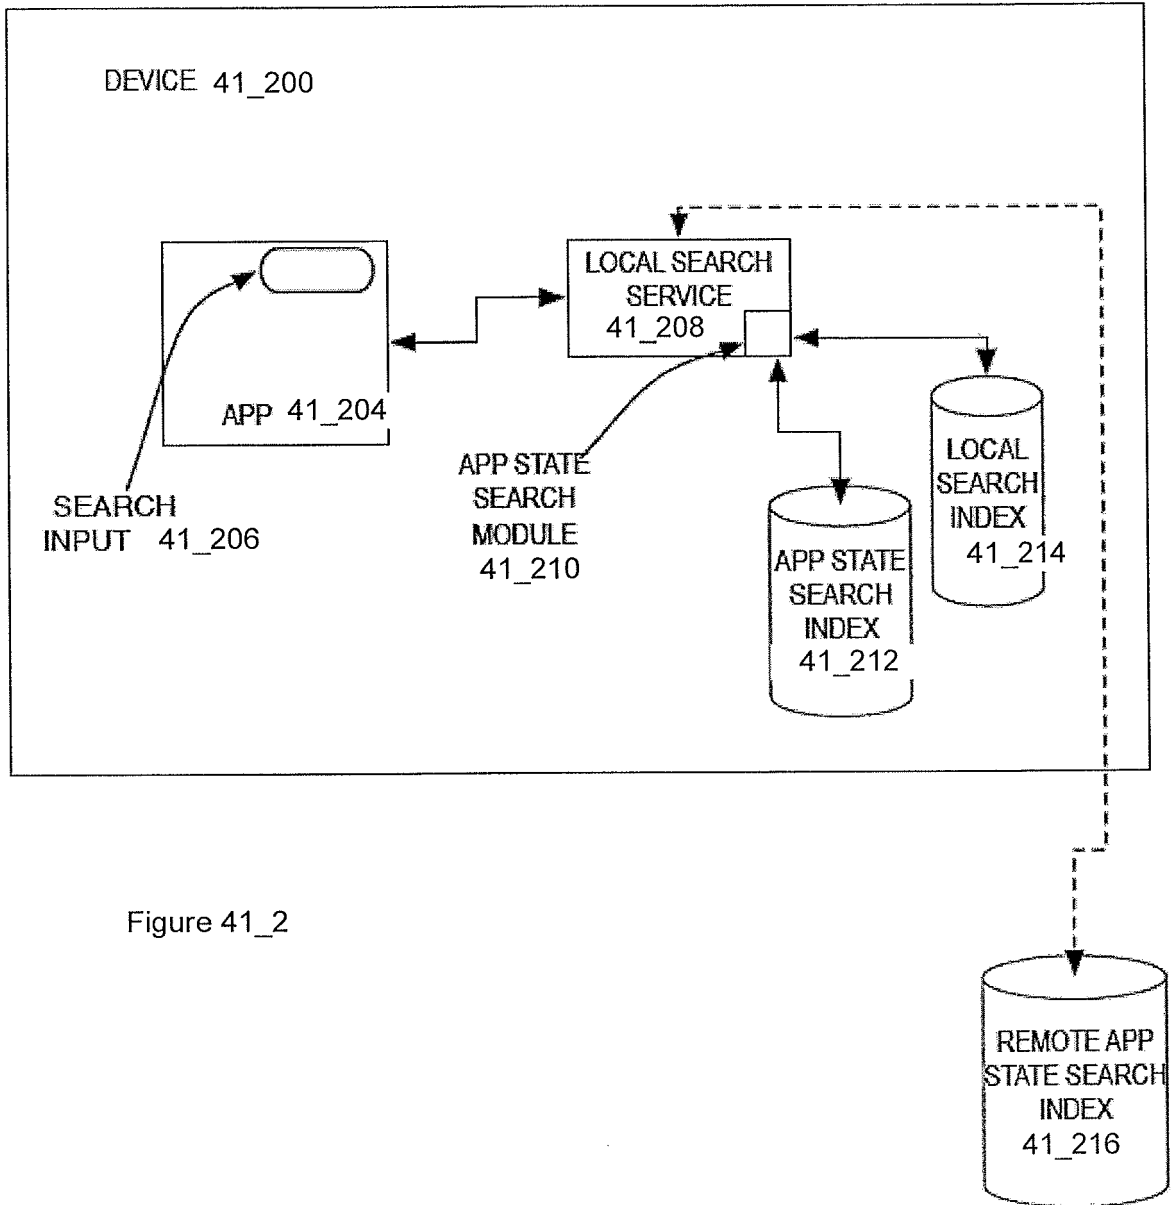 DEVICE 41_200
LOCAL SEARCH
SERVICE
41_208
APP 41_204
SEARCH
INPUT 41_206
APP STATE
SEARCH
MODULE
41_210
LOCAL
SEARCH
INDEX
41_214
APP STATE
SEARCH
INDEX
41_212
Figure 41_2
REMOTE APP
STATE SEARCH
INDEX
41_216